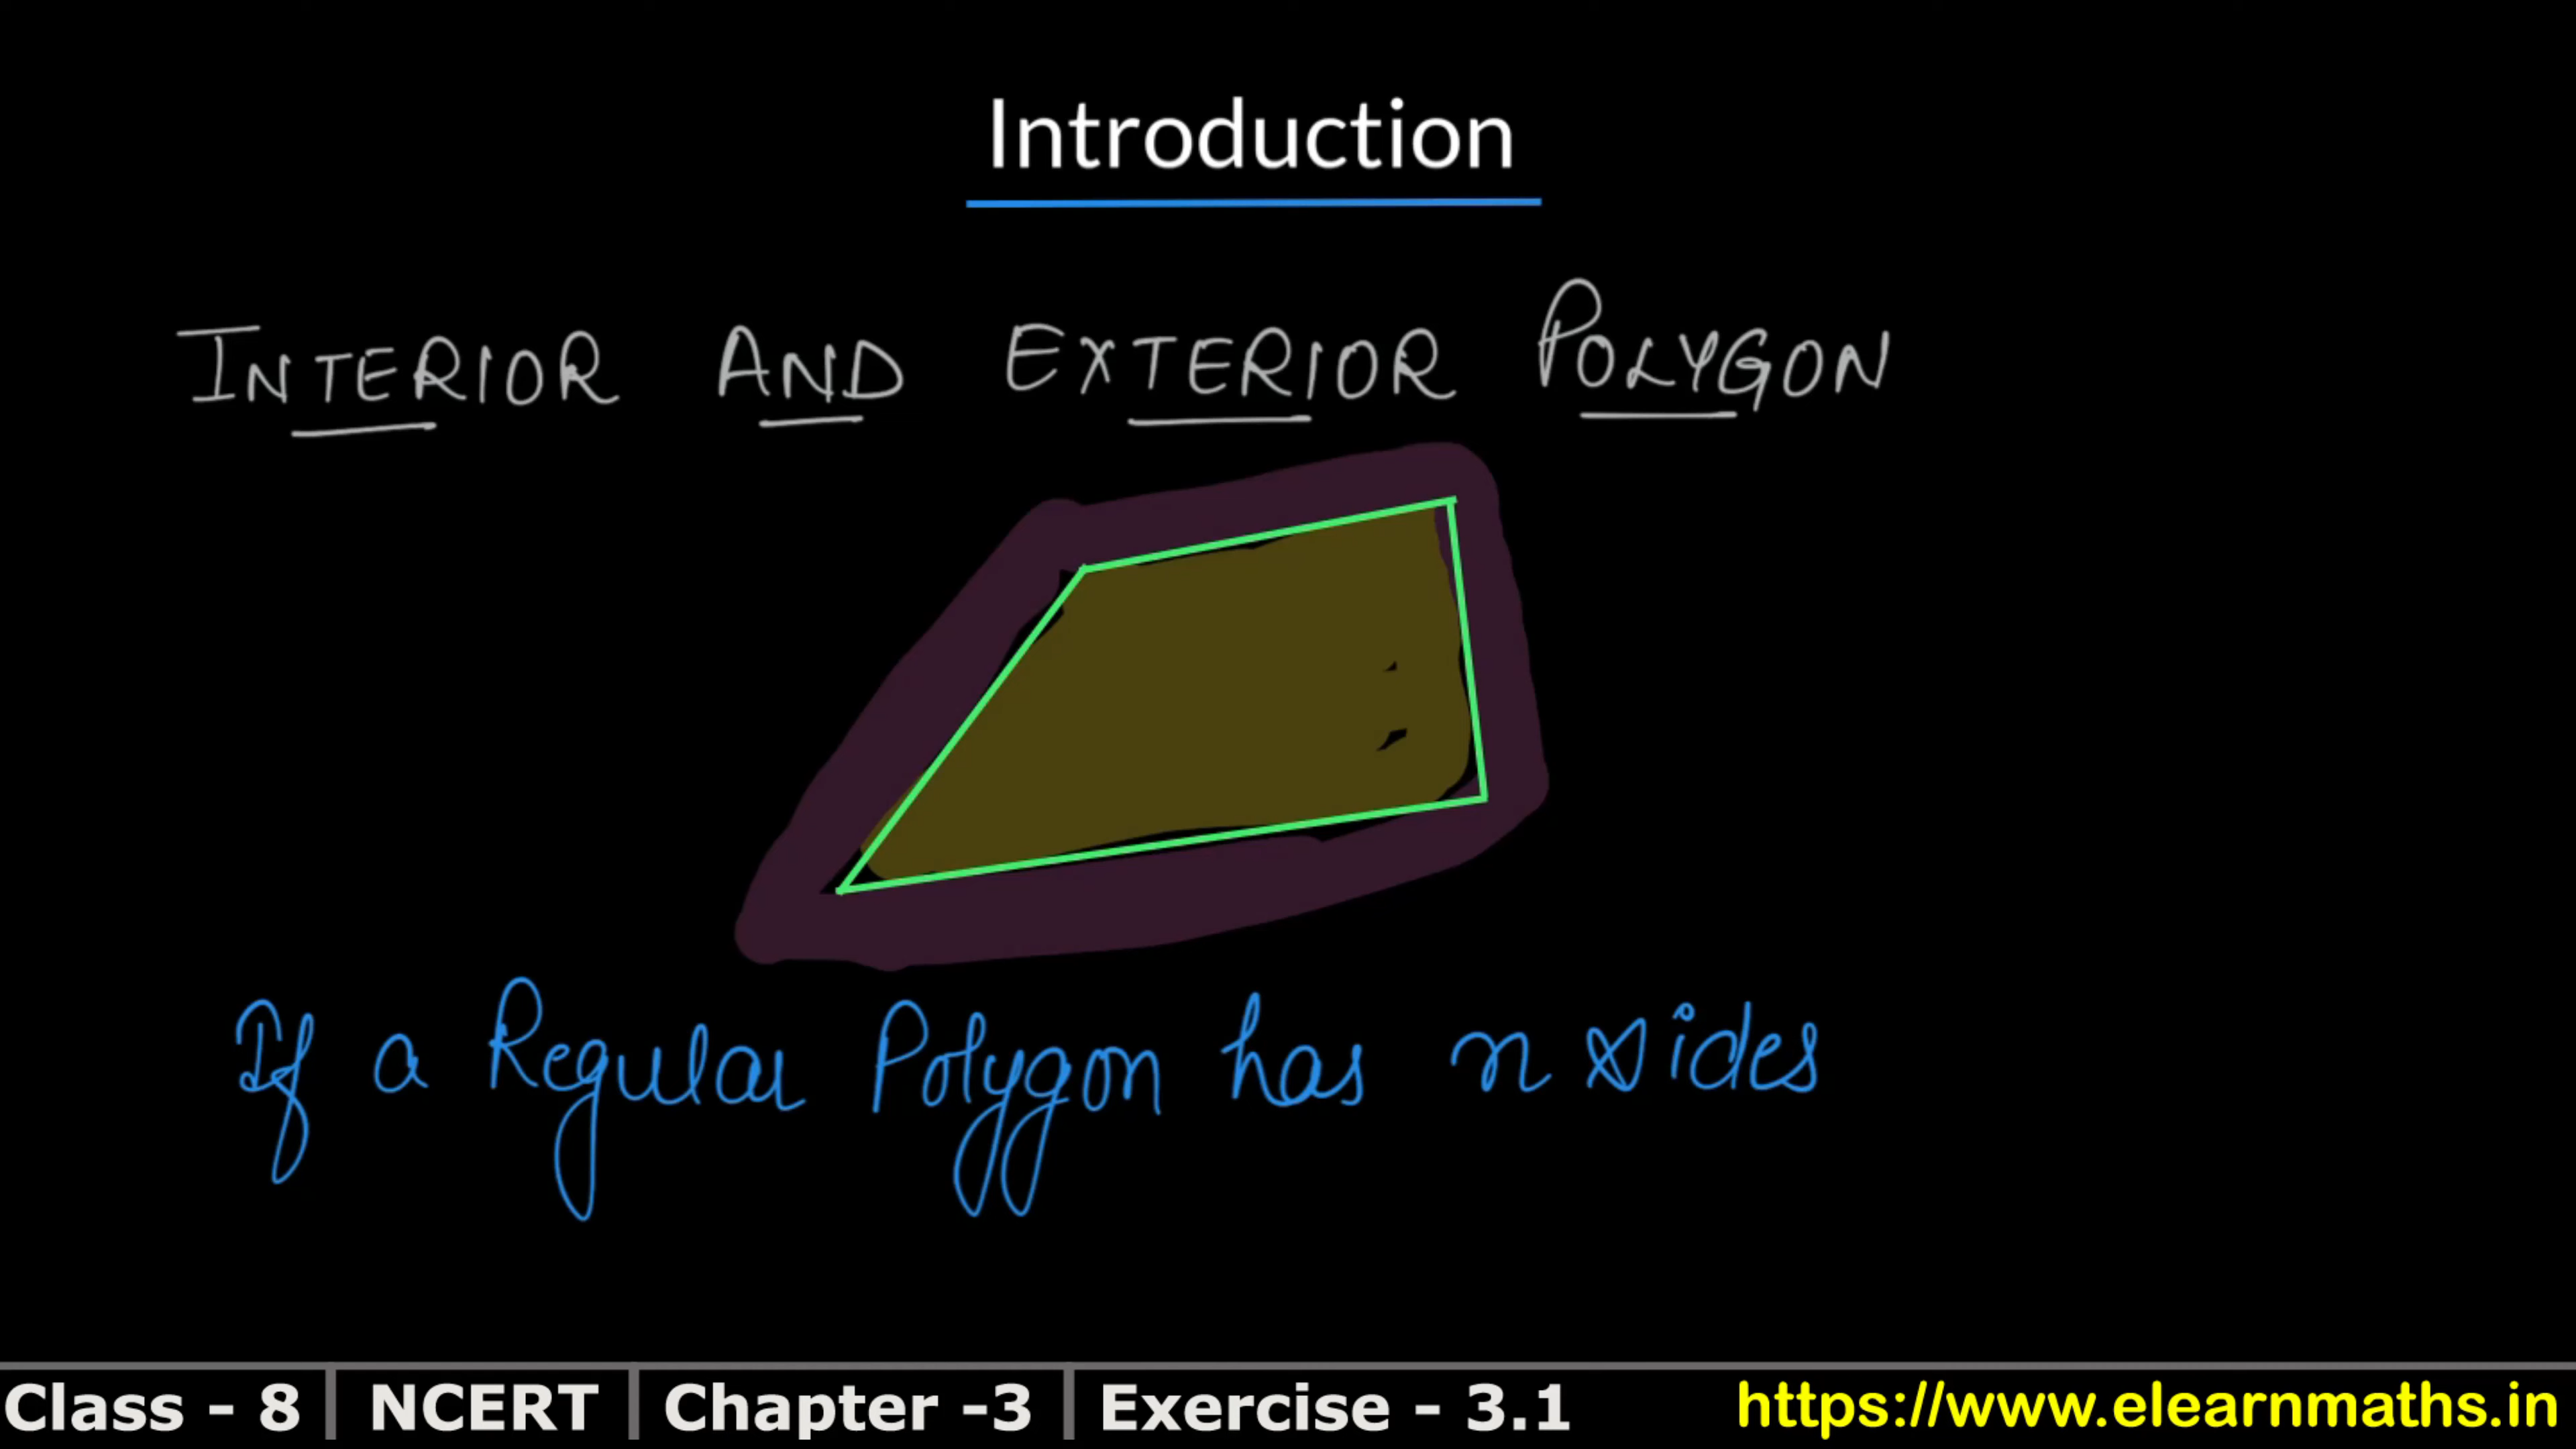 Introduction
INTERIOR AND EXTERIOR POLYGON
If a Regular Polygon has n sides
Class - 8 | NCERT | Chapter -3 | Exercise - 3.1 https://www.elearnmaths.in